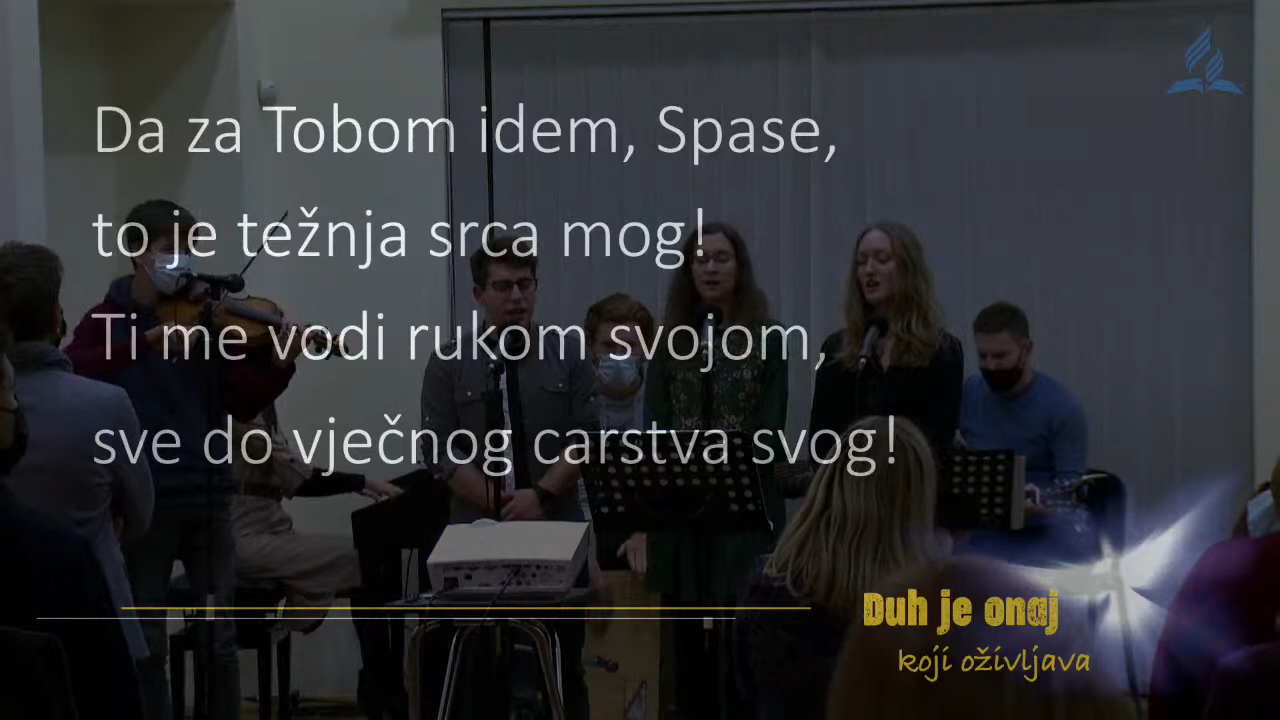 Da za Tobom idem, Spase,
to je težnja srca mog!
Ti me vodi rukom svojom,
sve do vječnog carstva svog!
Duh je onaj
koji oživljava